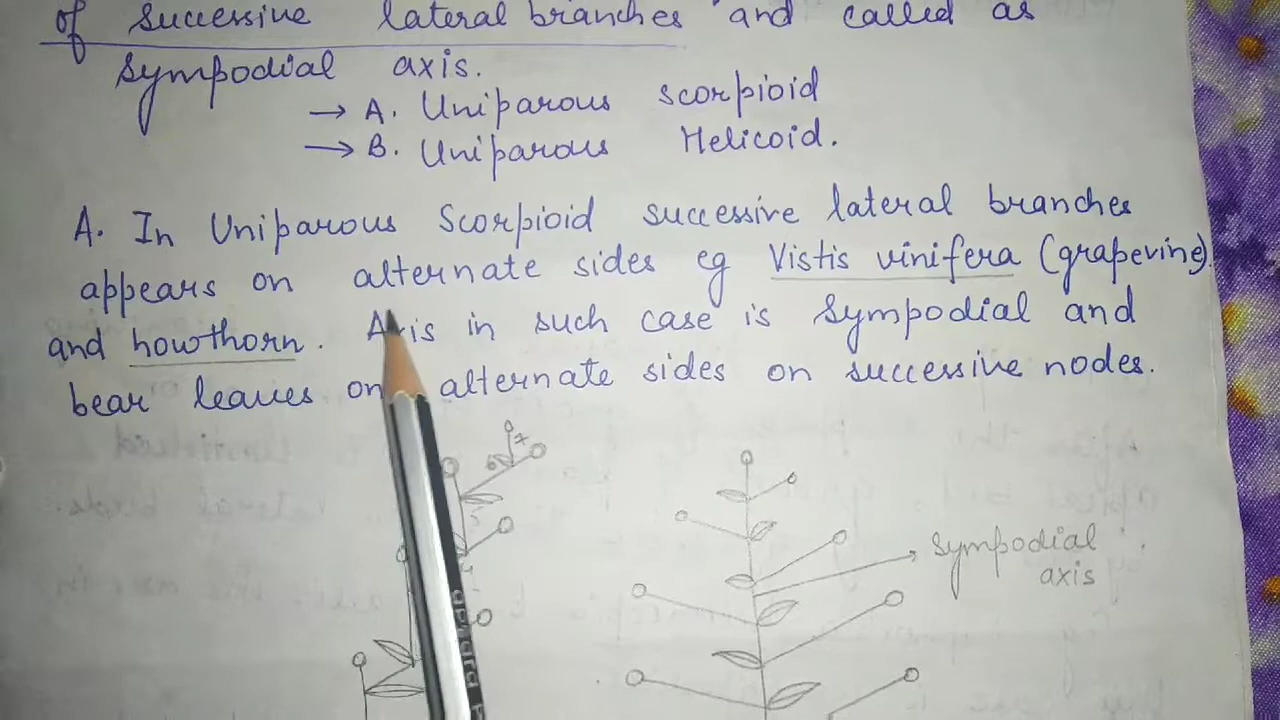 of successive lateral branches and called as
Sympodial axis.
→ A. Uniparous scorpioid
→ B. Uniparous Helicoid.
A. In Uniparous Scorpioid successive lateral branches
appears on alternate sides eg Vistis vinifera (grapevine)
and howthorn. Axis in such case is Sympodial and
bear leaves on alternate sides on successive nodes.
Sympodial
axis